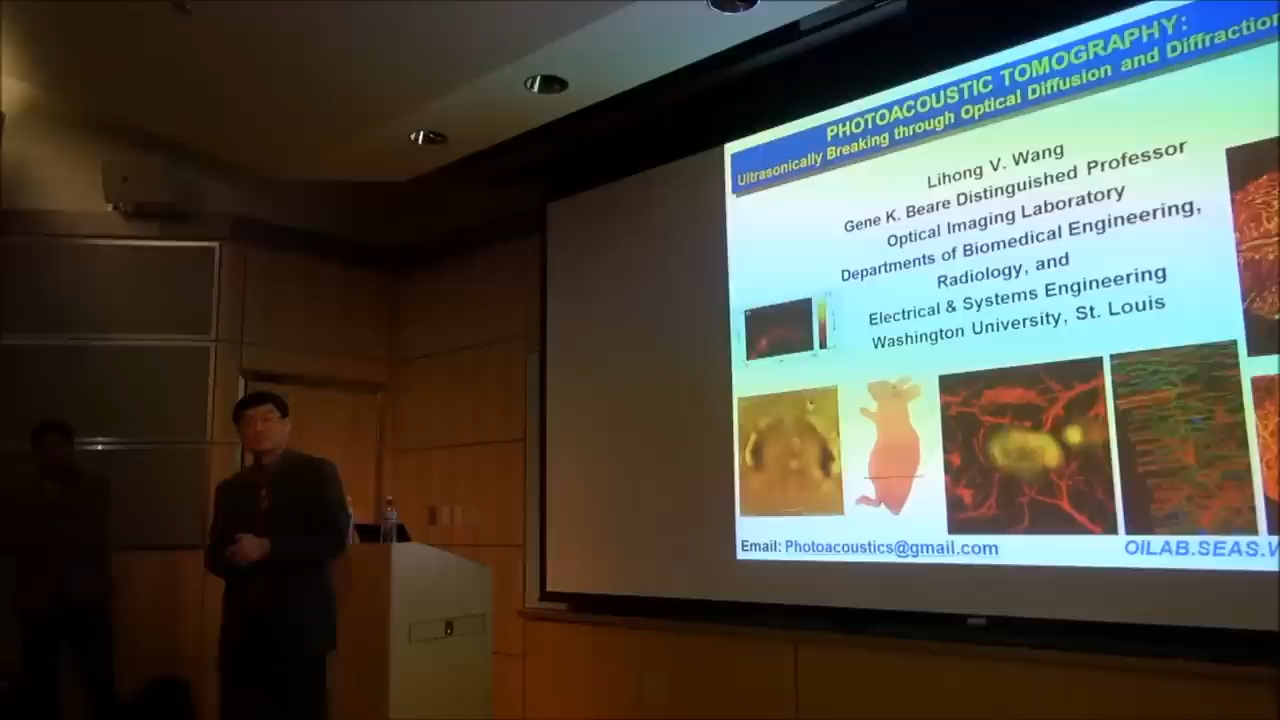 PHOTOACOUSTIC TOMOGRAPHY:
Ultrasonically Breaking through Optical Diffusion and Diffraction
Lihong V. Wang
Gene K. Beare Distinguished Professor
Optical Imaging Laboratory
Departments of Biomedical Engineering,
Radiology, and
Electrical & Systems Engineering
Washington University, St. Louis
Email: Photoacoustics@gmail.com
OILAB.SEAS.W